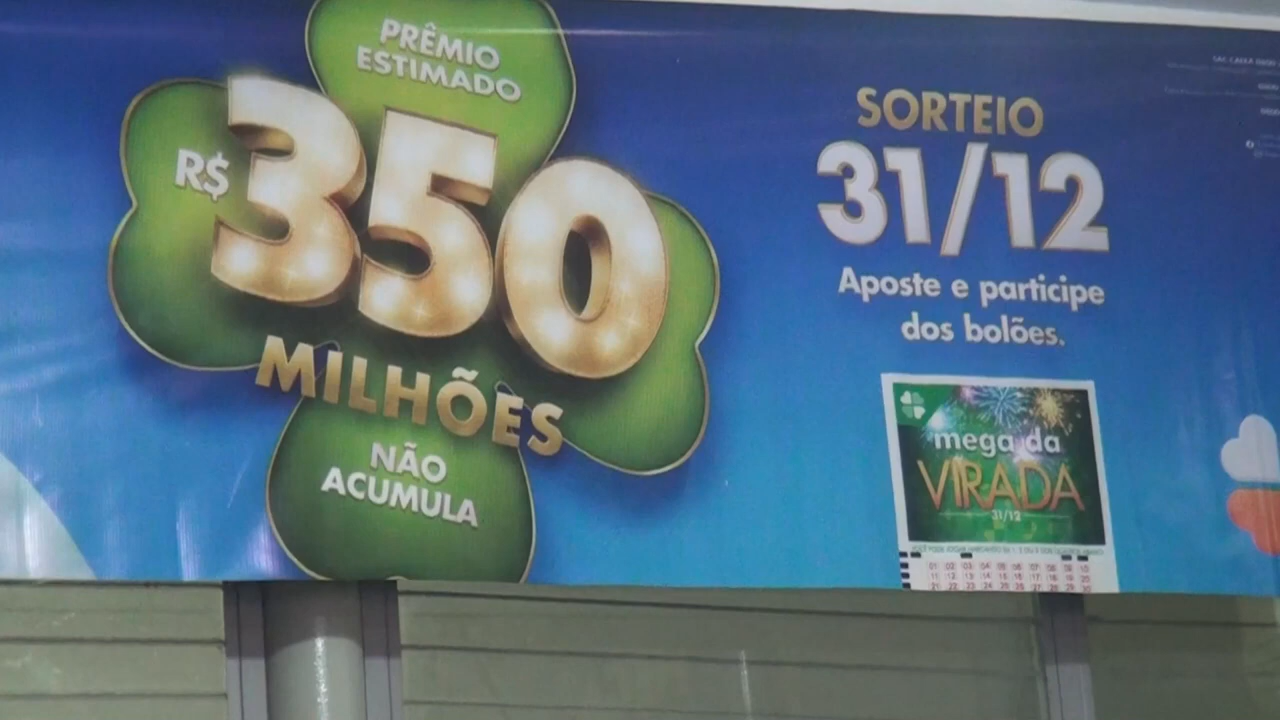 PRÊMIO
ESTIMADO
R$ 350
MILHÕES
NÃO
ACUMULA
SORTEIO
31/12
Aposte e participe
dos bolões.
mega da
VIRADA
31/12
01 02 03 04 05 06 07 08 09 10
11 12 13 14 15 16 17 18 19 20